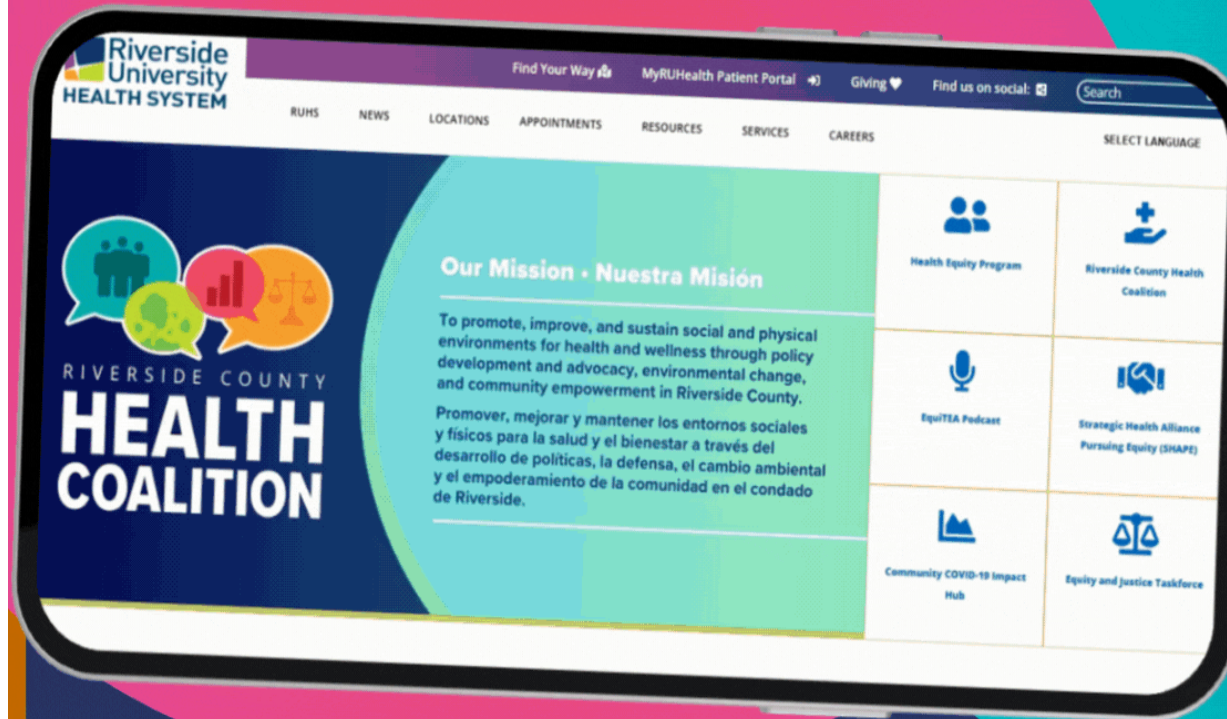 Riverside
University
HEALTH SYSTEM
Find Your Way
MyRUHealth Patient Portal
Giving
Find us on social:
Search
RUHS
NEWS
LOCATIONS
APPOINTMENTS
RESOURCES
SERVICES
CAREERS
SELECT LANGUAGE
RIVERSIDE COUNTY
HEALTH
COALITION
Our Mission • Nuestra Misión
To promote, improve, and sustain social and physical
environments for health and wellness through policy
development and advocacy, environmental change,
and community empowerment in Riverside County.
Promover, mejorar y mantener los entornos sociales
y físicos para la salud y el bienestar a través del
desarrollo de políticas, la defensa, el cambio ambiental
y el empoderamiento de la comunidad en el condado
de Riverside.
Health Equity Program
Riverside County Health
Coalition
EquiTEA Podcast
Strategic Health Alliance
Pursuing Equity (SHAPE)
Community COVID-19 Impact
Hub
Equity and Justice Taskforce